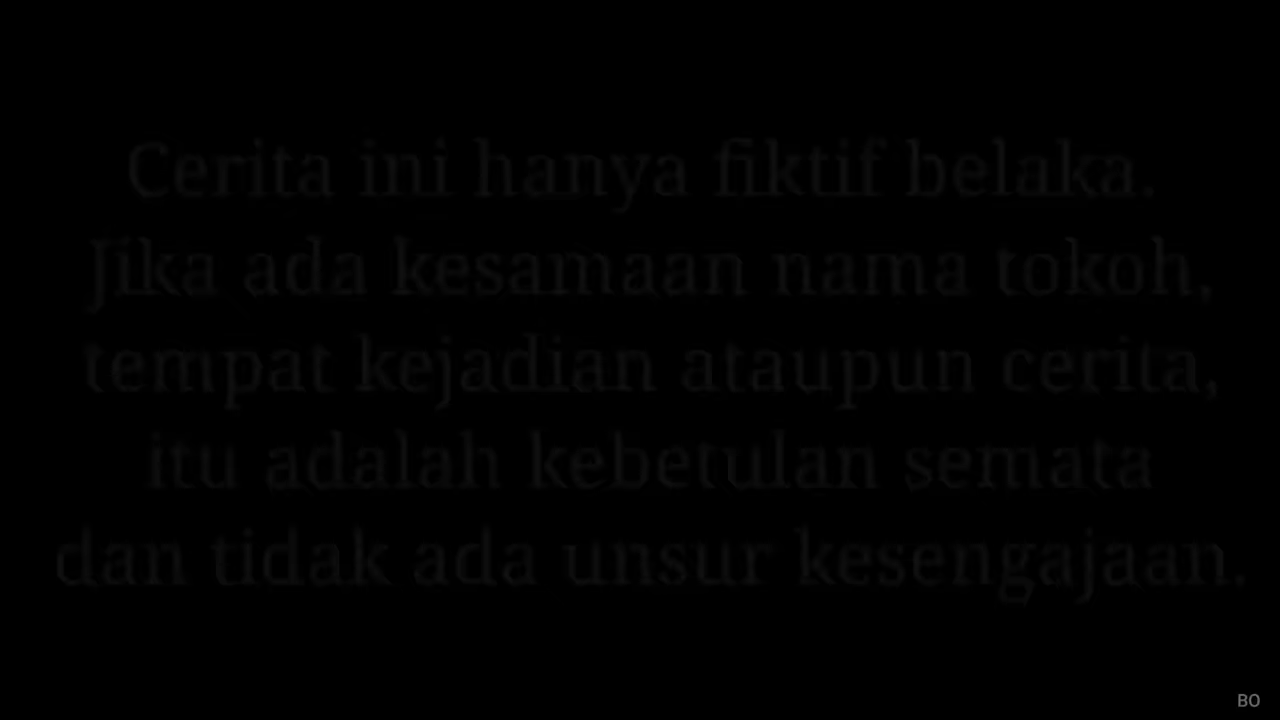 Cerita ini hanya fiktif belaka.
Jika ada kesamaan nama tokoh,
tempat kejadian ataupun cerita,
itu adalah kebetulan semata
dan tidak ada unsur kesengajaan.
BO